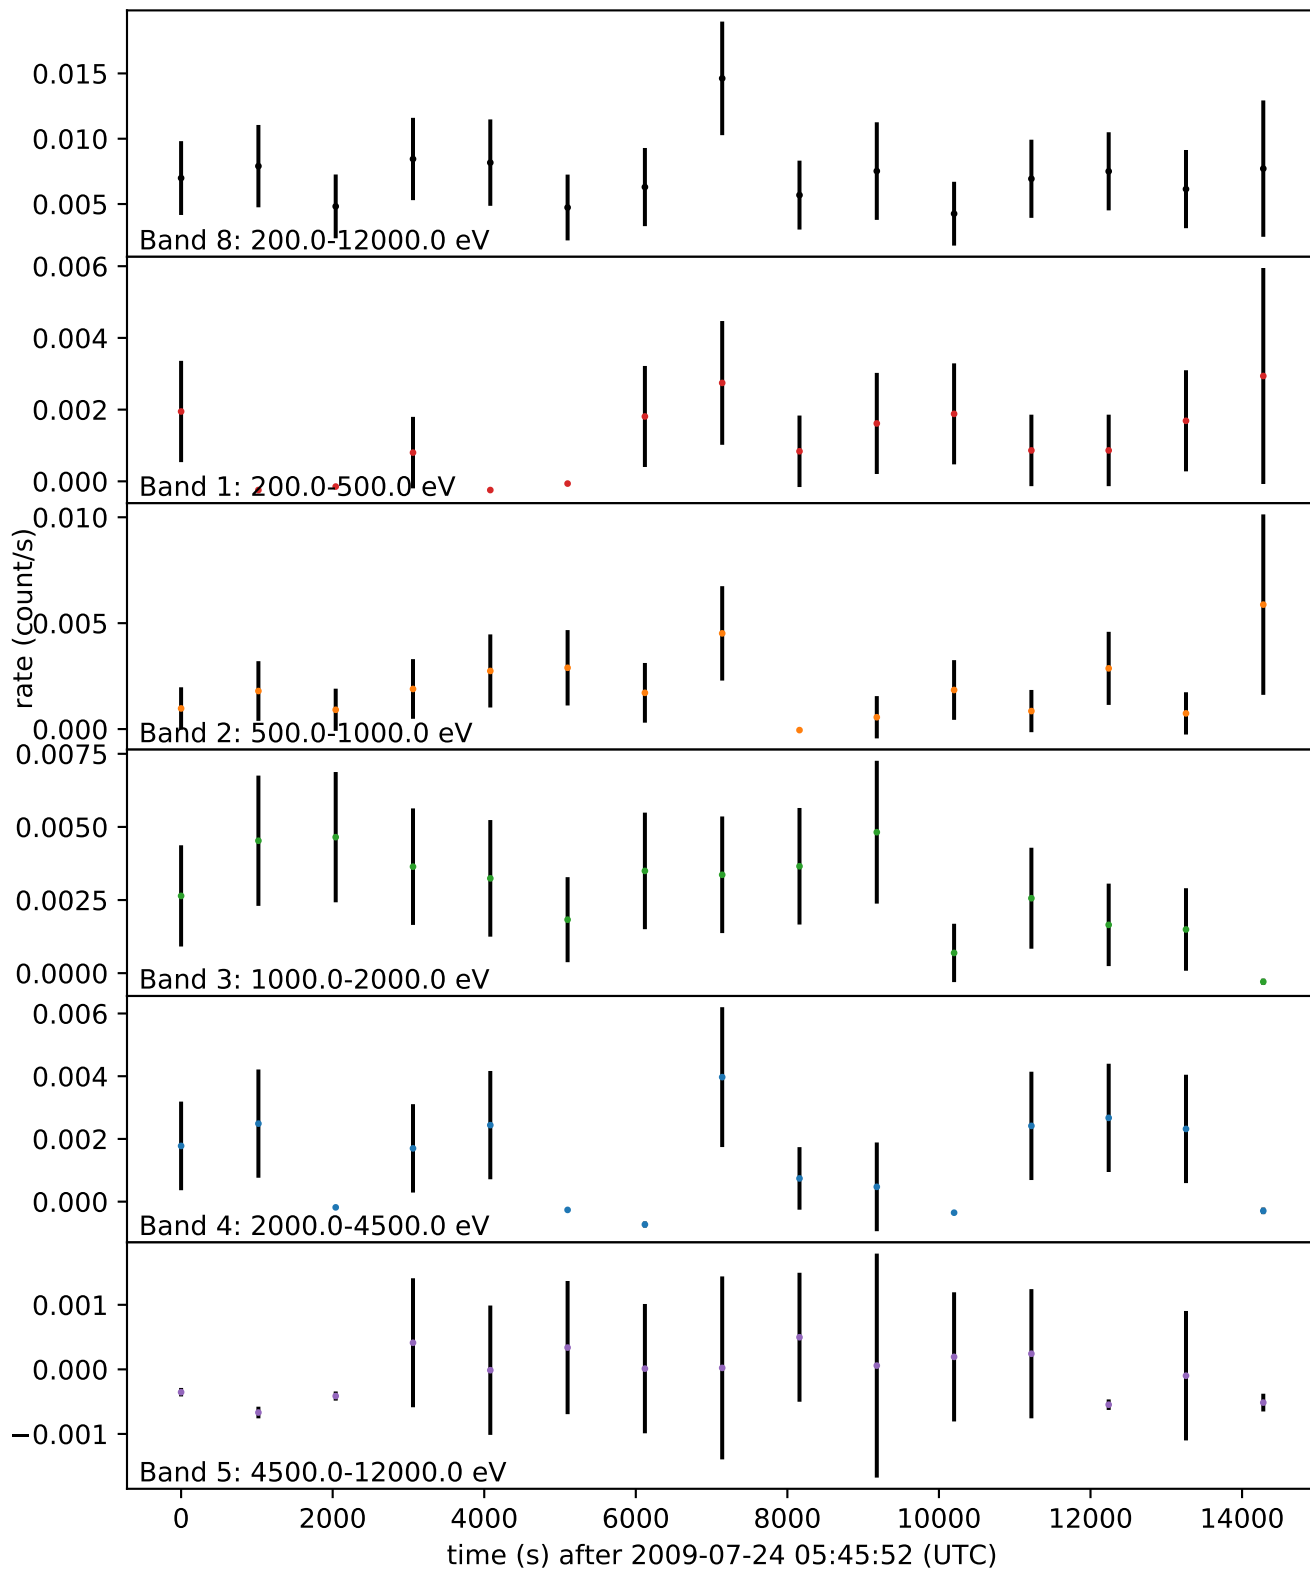 0.015
0.010
0.005
Band 8: 200.0-12000.0 eV
0.006
0.004
0.002
0.000
Band 1: 200.0-500.0 eV
rate (count/s)
0.010
0.005
0.000
Band 2: 500.0-1000.0 eV
0.0075
0.0050
0.0025
0.0000
Band 3: 1000.0-2000.0 eV
0.006
0.004
0.002
0.000
Band 4: 2000.0-4500.0 eV
0.001
0.000
−0.001
Band 5: 4500.0-12000.0 eV
0 2000 4000 6000 8000 10000 12000 14000
time (s) after 2009-07-24 05:45:52 (UTC)